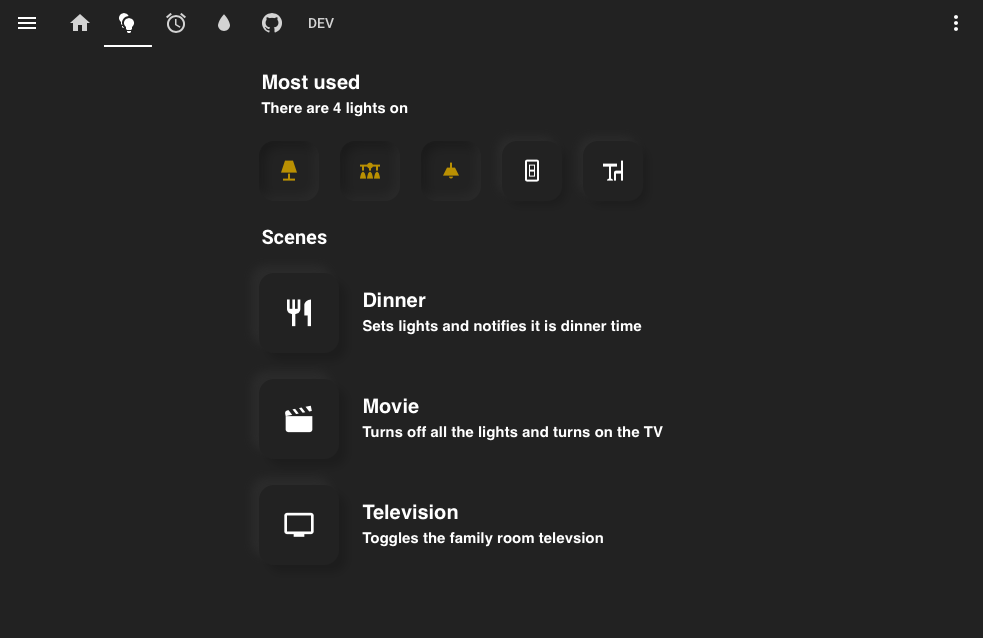 DEV
Most used
There are 4 lights on
Scenes
Dinner
Sets lights and notifies it is dinner time
Movie
Turns off all the lights and turns on the TV
Television
Toggles the family room televsion